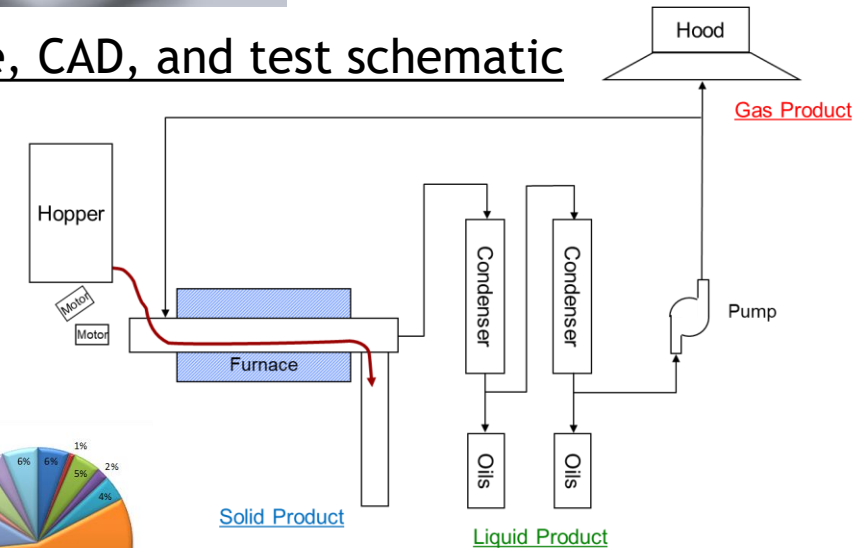 , CAD, and test schematic
Hood
Gas Product
Hopper
Motor
Motor
Furnace
Condenser
Condenser
Pump
Oils
Oils
Solid Product
Liquid Product
6%
6%
1%
5%
2%
4%